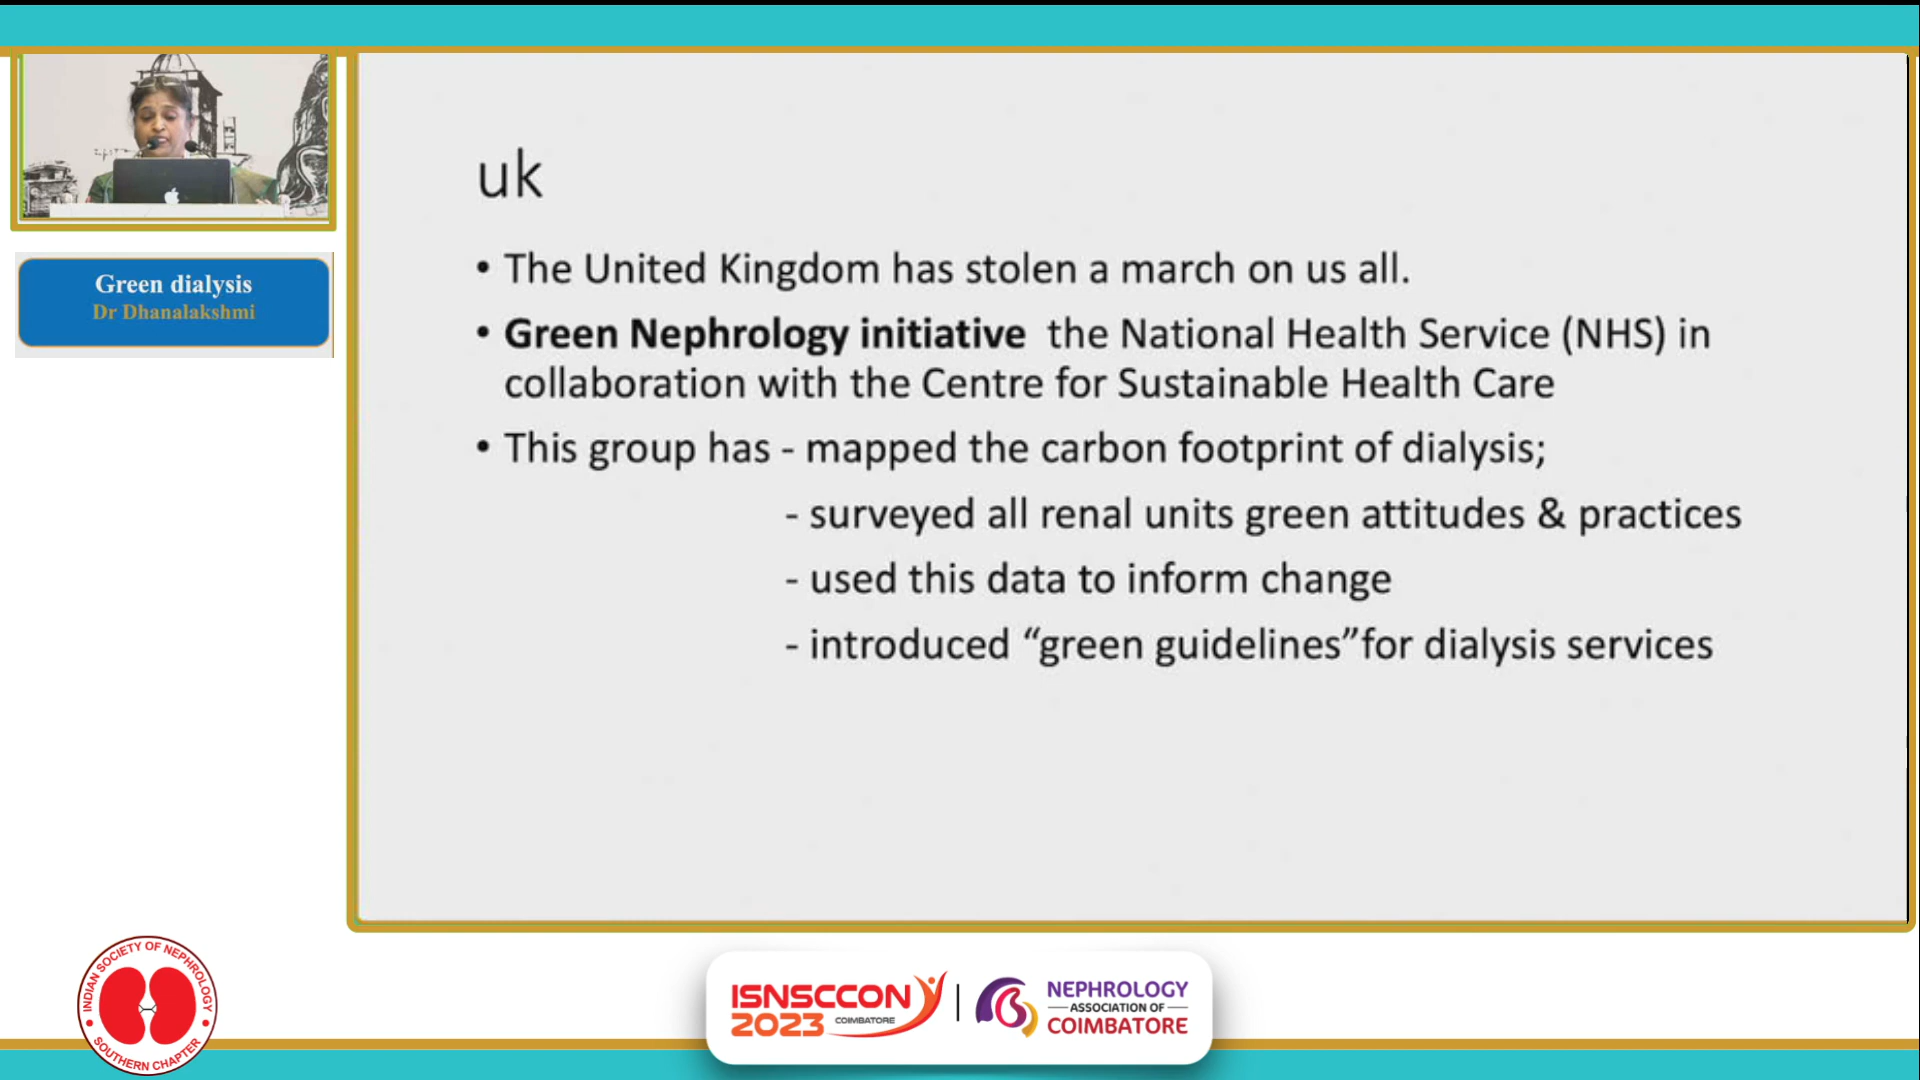 Green dialysis
Dr Dhanalakshmi
uk
• The United Kingdom has stolen a march on us all.
• Green Nephrology initiative the National Health Service (NHS) in
collaboration with the Centre for Sustainable Health Care
• This group has - mapped the carbon footprint of dialysis;
- surveyed all renal units green attitudes & practices
- used this data to inform change
- introduced “green guidelines”for dialysis services
INDIAN SOCIETY OF NEPHROLOGY
SOUTHERN CHAPTER
ISNSCCON
2023 COIMBATORE
NEPHROLOGY
ASSOCIATION OF
COIMBATORE